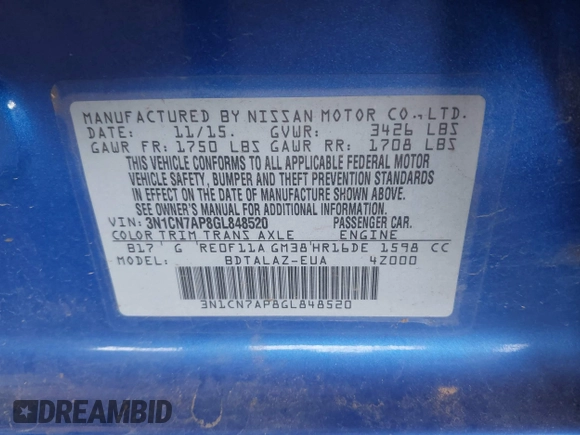 MANUFACTURED BY NISSAN MOTOR CO., LTD.
DATE: 11/15. GVWR: 3426 LBS
GAWR FR: 1750 LBS GAWR RR: 1708 LBS
THIS VEHICLE CONFORMS TO ALL APPLICABLE FEDERAL MOTOR
VEHICLE SAFETY, BUMPER AND THEFT PREVENTION STANDARDS
IN EFFECT ON THE DATE OF MANUFACTURE SHOWN ABOVE.
SEE OWNER'S MANUAL FOR ADDITIONAL INFORMATION.
VIN: 3N1CN7AP8GL848520 PASSENGER CAR.
COLOR TRIM TRANS AXLE ENGINE
B17 G RE0F11A GM38 HR16DE 1598 CC
MODEL: BDTALAZ-EUA 4Z000
3N1CN7AP8GL848520
DREAMBID